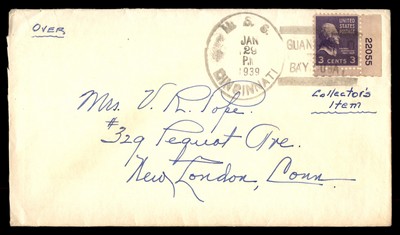 OVER
U. S. S.
JAN
29
P.M
1939
CINCINNATI
GUAN
BAY
UNITED STATES
POSTAGE
3 CENTS 3
22055
Collector's
Item
Mrs. V. R. Pope
#329 Pequot Ave.
New London, Conn.